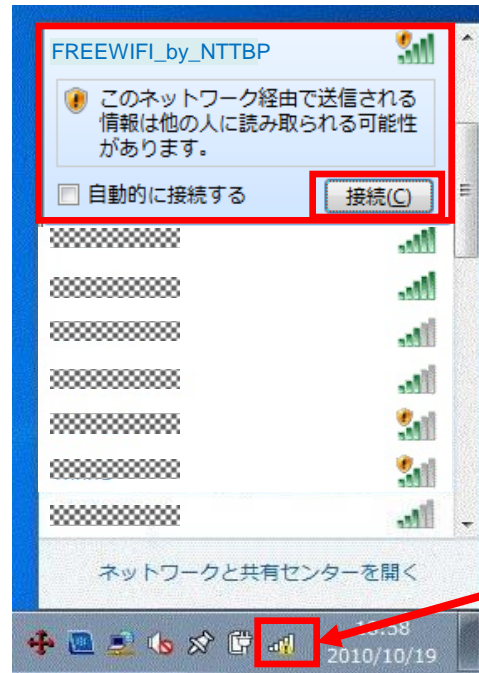 FREEWIFI_by_NTTBP
このネットワーク経由で送信される
情報は他の人に読み取られる可能性
があります。
自動的に接続する
接続(C)
ネットワークと共有センターを開く
2010/10/19